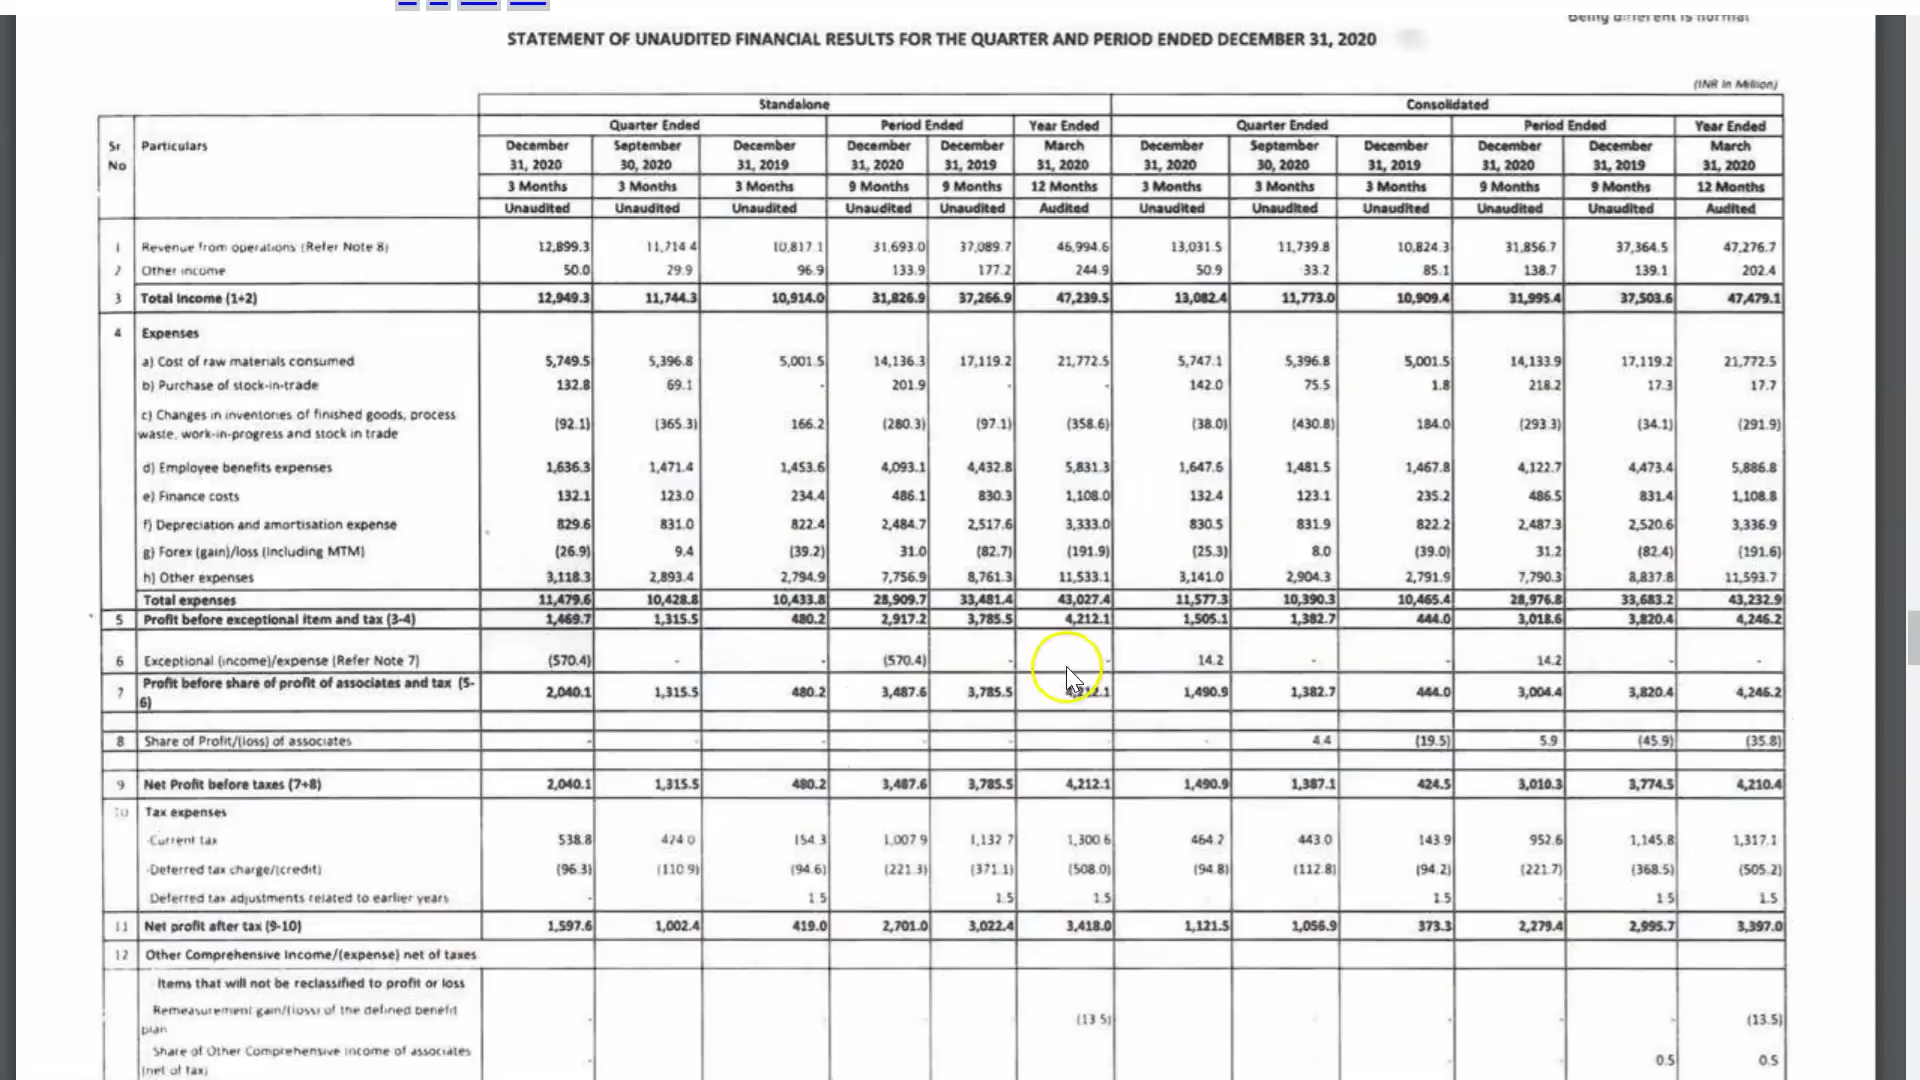 Being different is normal
STATEMENT OF UNAUDITED FINANCIAL RESULTS FOR THE QUARTER AND PERIOD ENDED DECEMBER 31, 2020
(INR in Million)
Standalone Consolidated
Quarter Ended Period Ended Year Ended Quarter Ended Period Ended Year Ended
Sr Particulars December September December December December March December September December December December March
No 31, 2020 30, 2020 31, 2019 31, 2020 31, 2019 31, 2020 31, 2020 30, 2020 31, 2019 31, 2020 31, 2019 31, 2020
3 Months 3 Months 3 Months 9 Months 9 Months 12 Months 3 Months 3 Months 3 Months 9 Months 9 Months 12 Months
Unaudited Unaudited Unaudited Unaudited Unaudited Audited Unaudited Unaudited Unaudited Unaudited Unaudited Audited
1 Revenue from operations (Refer Note 8) 12,899.3 11,714.4 10,817.1 31,693.0 37,089.7 46,994.6 13,031.5 11,739.8 10,824.3 31,856.7 37,364.5 47,276.7
2 Other income 50.0 29.9 96.9 133.9 177.2 244.9 50.9 33.2 85.1 138.7 139.1 202.4
3 Total Income (1+2) 12,949.3 11,744.3 10,914.0 31,826.9 37,266.9 47,239.5 13,082.4 11,773.0 10,909.4 31,995.4 37,503.6 47,479.1
4 Expenses
a) Cost of raw materials consumed 5,749.5 5,396.8 5,001.5 14,136.3 17,119.2 21,772.5 5,747.1 5,396.8 5,001.5 14,133.9 17,119.2 21,772.5
b) Purchase of stock-in-trade 132.8 69.1 - 201.9 - - 142.0 75.5 1.8 218.2 17.3 17.7
c) Changes in inventories of finished goods, process
waste, work-in-progress and stock in trade (92.1) (365.3) 166.2 (280.3) (97.1) (358.6) (38.0) (430.8) 184.0 (293.3) (34.1) (291.9)
d) Employee benefits expenses 1,636.3 1,471.4 1,453.6 4,093.1 4,432.8 5,831.3 1,647.6 1,481.5 1,467.8 4,122.7 4,473.4 5,886.8
e) Finance costs 132.1 123.0 234.4 486.1 830.3 1,108.0 132.4 123.1 235.2 486.5 831.4 1,108.8
f) Depreciation and amortisation expense 829.6 831.0 822.4 2,484.7 2,517.6 3,333.0 830.5 831.9 822.2 2,487.3 2,520.6 3,336.9
g) Forex (gain)/loss (Including MTM) (26.9) 9.4 (39.2) 31.0 (82.7) (191.9) (25.3) 8.0 (39.0) 31.2 (82.4) (191.6)
h) Other expenses 3,118.3 2,893.4 2,794.9 7,756.9 8,761.3 11,533.1 3,141.0 2,904.3 2,791.9 7,790.3 8,837.8 11,593.7
Total expenses 11,479.6 10,428.8 10,433.8 28,909.7 33,481.4 43,027.4 11,577.3 10,390.3 10,465.4 28,976.8 33,683.2 43,232.9
5 Profit before exceptional item and tax (3-4) 1,469.7 1,315.5 480.2 2,917.2 3,785.5 4,212.1 1,505.1 1,382.7 444.0 3,018.6 3,820.4 4,246.2
6 Exceptional (income)/expense (Refer Note 7) (570.4) - - (570.4) - - 14.2 - - 14.2 - -
7 Profit before share of profit of associates and tax (5-
6) 2,040.1 1,315.5 480.2 3,487.6 3,785.5 4,212.1 1,490.9 1,382.7 444.0 3,004.4 3,820.4 4,246.2
8 Share of Profit/(loss) of associates - - - - - - - 4.4 (19.5) 5.9 (45.9) (35.8)
9 Net Profit before taxes (7+8) 2,040.1 1,315.5 480.2 3,487.6 3,785.5 4,212.1 1,490.9 1,387.1 424.5 3,010.3 3,774.5 4,210.4
10 Tax expenses
-Current tax 538.8 424.0 154.3 1,007.9 1,132.7 1,300.6 464.2 443.0 143.9 952.6 1,145.8 1,317.1
-Deferred tax charge/(credit) (96.3) (110.9) (94.6) (221.3) (371.1) (508.0) (94.8) (112.8) (94.2) (221.7) (368.5) (505.2)
Deferred tax adjustments related to earlier years - - 1.5 - 1.5 1.5 - - 1.5 - 1.5 1.5
11 Net profit after tax (9-10) 1,597.6 1,002.4 419.0 2,701.0 3,022.4 3,418.0 1,121.5 1,056.9 373.3 2,279.4 2,995.7 3,397.0
12 Other Comprehensive Income/(expense) net of taxes
Items that will not be reclassified to profit or loss
Remeasurement gain/(loss) of the defined benefit
plan - - - - - (13.5) - - - - - (13.5)
Share of Other Comprehensive income of associates
(net of tax) - - - - - - - - - - 0.5 0.5